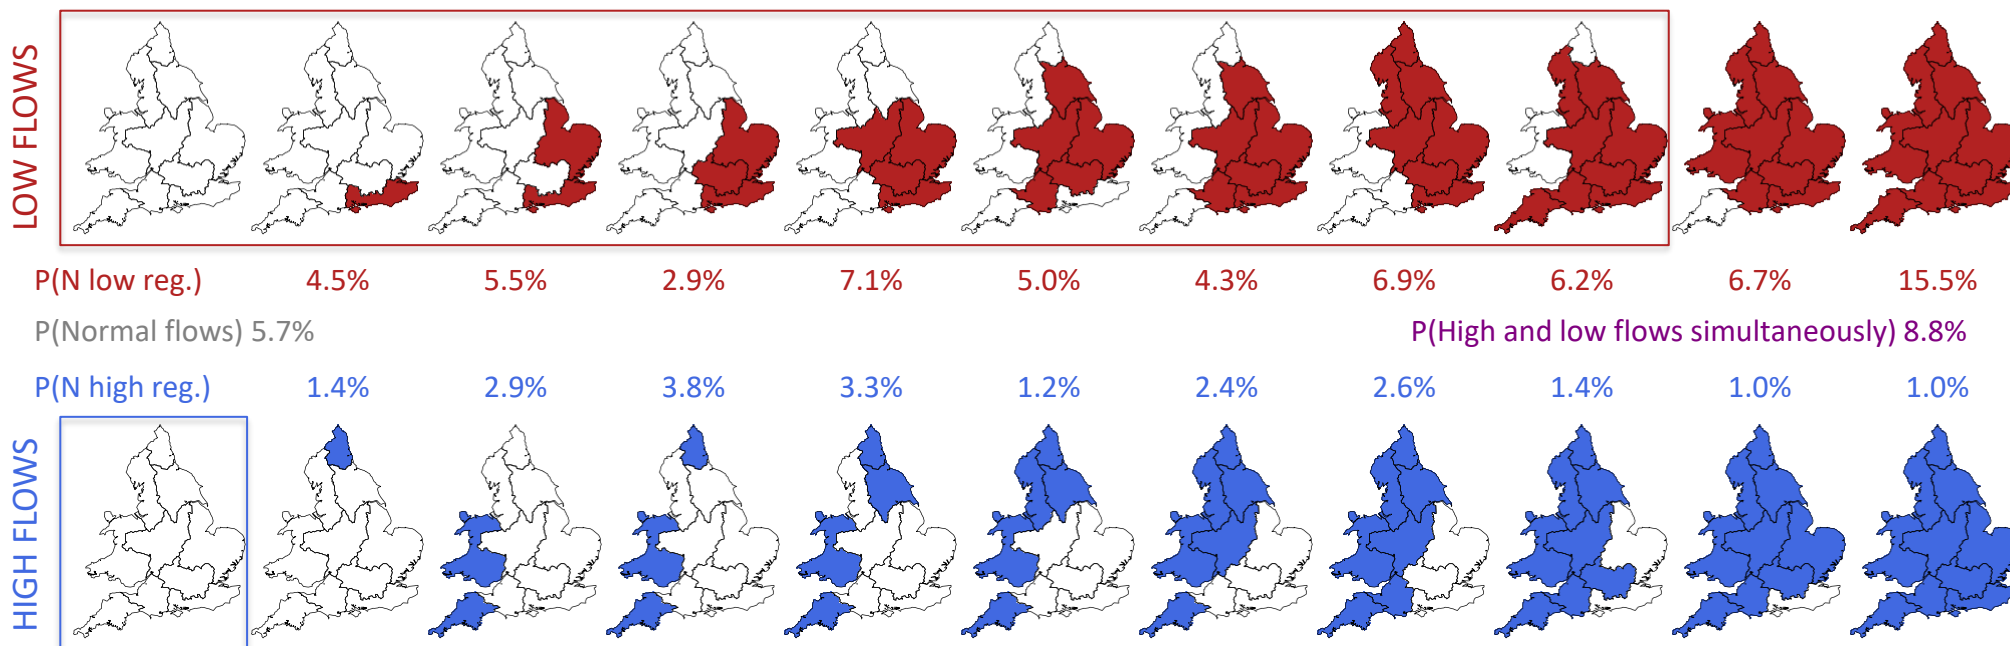 LOW FLOWS
P(N low reg.) 4.5% 5.5% 2.9% 7.1% 5.0% 4.3% 6.9% 6.2% 6.7% 15.5%
P(Normal flows) 5.7% P(High and low flows simultaneously) 8.8%
P(N high reg.) 1.4% 2.9% 3.8% 3.3% 1.2% 2.4% 2.6% 1.4% 1.0% 1.0%
HIGH FLOWS